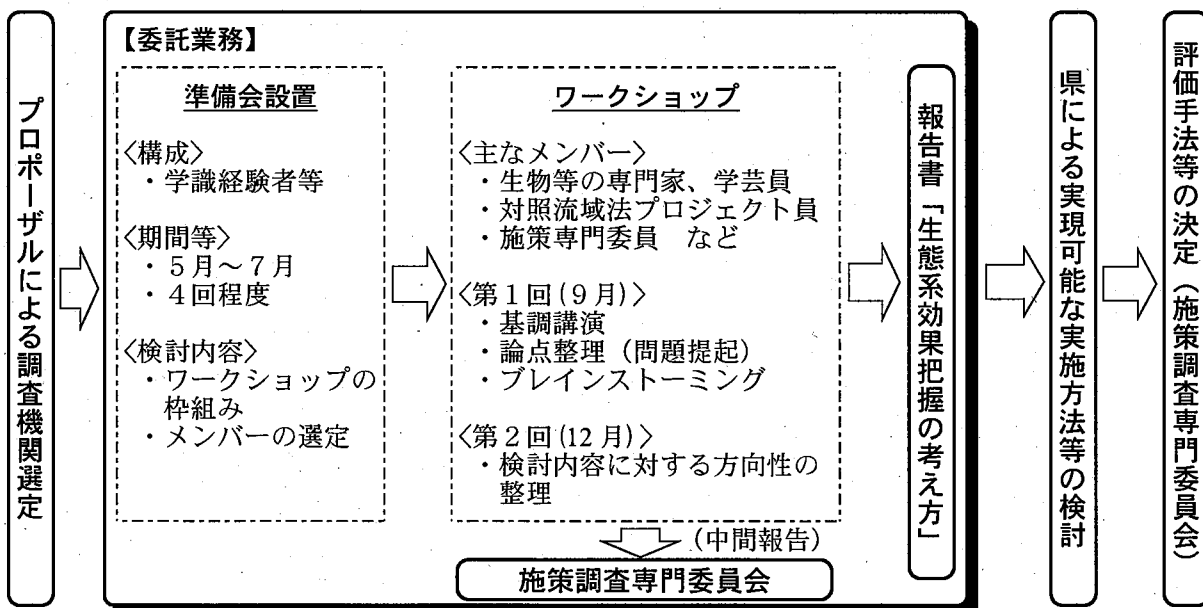 プロポーザルによる調査機関選定
【委託業務】
準備会設置
〈構成〉
・学識経験者等
〈期間等〉
・5月～7月
・4回程度
〈検討内容〉
・ワークショップの
枠組み
・メンバーの選定
ワークショップ
〈主なメンバー〉
・生物等の専門家、学芸員
・対照流域法プロジェクト員
・施策専門委員 など
〈第1回(9月)〉
・基調講演
・論点整理（問題提起）
・ブレインストーミング
〈第2回(12月)〉
・検討内容に対する方向性の
整理
（中間報告）
施策調査専門委員会
報告書「生態系効果把握の考え方」
県による実現可能な実施方法等の検討
評価手法等の決定（施策調査専門委員会）